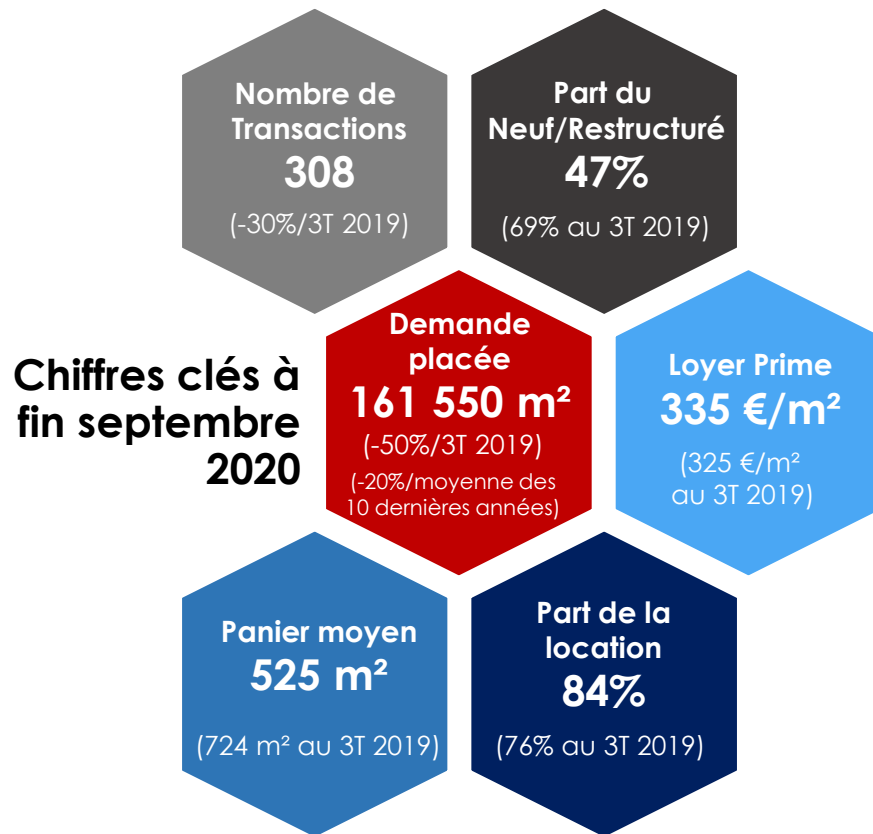 Nombre de
Transactions
308
(-30%/3T 2019)
Part du
Neuf/Restructuré
47%
(69% au 3T 2019)
Chiffres clés à
fin septembre
2020
Demande
placée
161 550 m²
(-50%/3T 2019)
(-20%/moyenne des
10 dernières années)
Loyer Prime
335 €/m²
(325 €/m²
au 3T 2019)
Panier moyen
525 m²
(724 m² au 3T 2019)
Part de la
location
84%
(76% au 3T 2019)